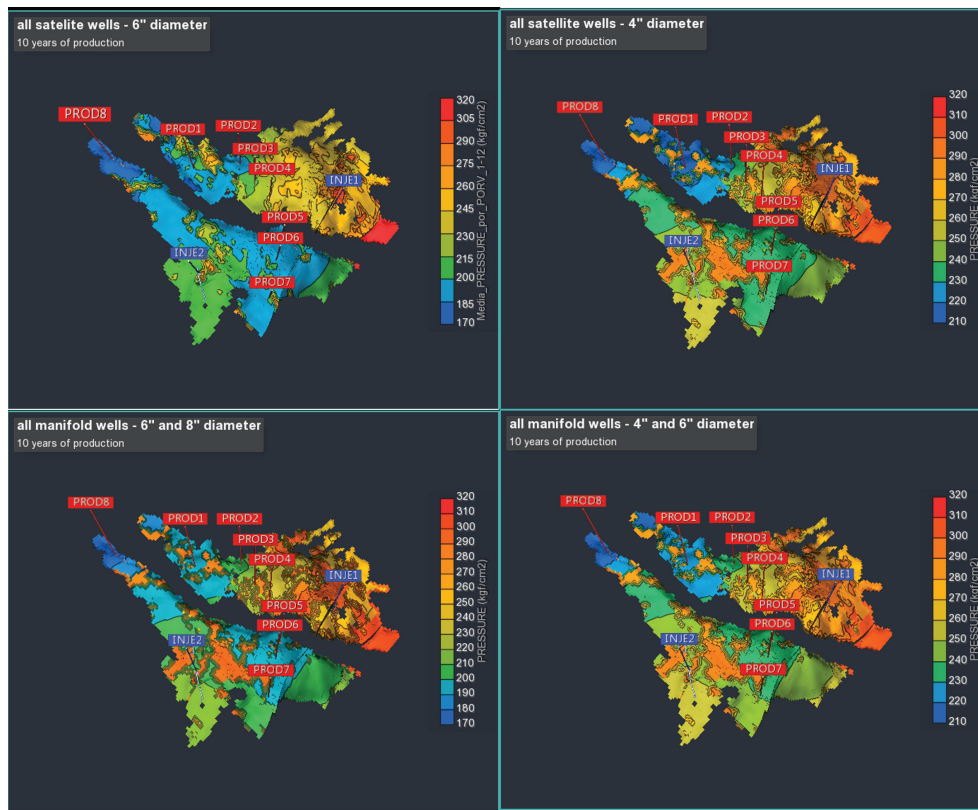 all satelite wells - 6" diameter
10 years of production
PROD8
PROD1
PROD2
PROD3
PROD4
INJE1
PROD5
PROD6
INJE2
PROD7
320
305
290
275
260
245
230
215
200
185
170
Media_PRESSURE_por_PORV_1-12 (kgf/cm2)
all satelite wells - 4" diameter
10 years of production
PROD8
PROD1
PROD2
PROD3
PROD4
INJE1
PROD5
PROD6
INJE2
PROD7
320
310
300
290
280
270
260
250
240
230
220
210
PRESSURE (kgf/cm2)
all manifold wells - 6" and 8" diameter
10 years of production
PROD8
PROD1
PROD2
PROD3
PROD4
INJE1
PROD5
PROD6
INJE2
PROD7
320
310
300
290
280
270
260
250
240
230
220
210
200
190
180
170
PRESSURE (kgf/cm2)
all manifold wells - 4" and 6" diameter
10 years of production
PROD8
PROD1
PROD2
PROD3
PROD4
INJE1
PROD5
PROD6
INJE2
PROD7
320
310
300
290
280
270
260
250
240
230
220
210
PRESSURE (kgf/cm2)